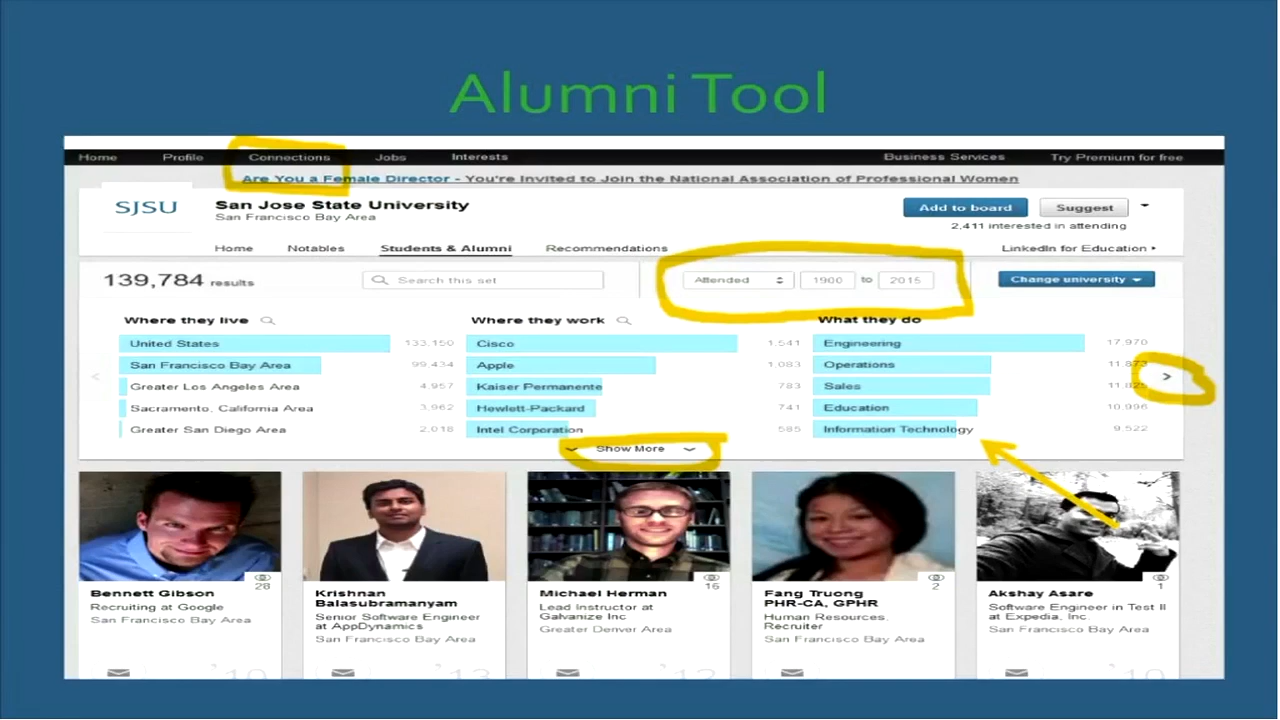 Alumni Tool
Home Profile Connections Jobs Interests Business Services Try Premium for free
Are You a Female Director - You're Invited to Join the National Association of Professional Women
SJSU
San Jose State University
San Francisco Bay Area
Add to board Suggest
2,411 interested in attending
Home Notables Students & Alumni Recommendations LinkedIn for Education
139,784 results
Search this set
Attended 1900 to 2015
Change university
Where they live
United States 133,150
San Francisco Bay Area 99,434
Greater Los Angeles Area 4,957
Sacramento, California Area 3,962
Greater San Diego Area 2,018
Where they work
Cisco 1,541
Apple 1,083
Kaiser Permanente 783
Hewlett-Packard 741
Intel Corporation 585
What they do
Engineering 17,970
Operations 11,873
Sales 11,825
Education 10,996
Information Technology 9,522
Show More
28
Bennett Gibson
Recruiting at Google
San Francisco Bay Area
Krishnan
Balasubramanyam
Senior Software Engineer
at AppDynamics
San Francisco Bay Area
16
Michael Herman
Lead Instructor at
Galvanize Inc
Greater Denver Area
2
Fang Truong
PHR-CA, GPHR
Human Resources,
Recruiter
San Francisco Bay Area
1
Akshay Asare
Software Engineer in Test II
at Expedia, Inc.
San Francisco Bay Area